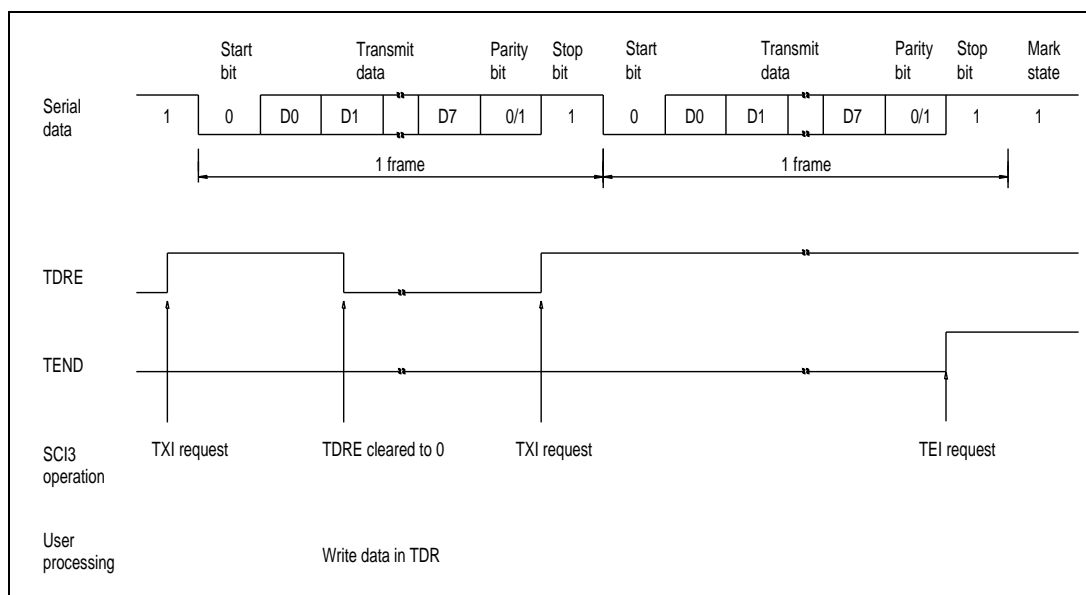 Start bit
Transmit data
Parity bit
Stop bit
Start bit
Transmit data
Parity bit
Stop bit
Mark state
Serial data
1 0 D0 D1 D7 0/1 1 0 D0 D1 D7 0/1 1 1
1 frame 1 frame
TDRE
TEND
SCI3 operation
TXI request TDRE cleared to 0 TXI request TEI request
User processing
Write data in TDR